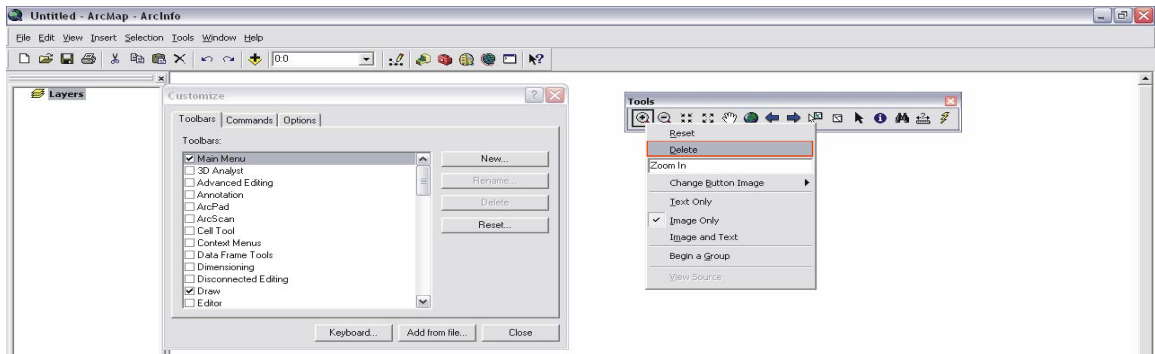 Untitled - ArcMap - ArcInfo
File Edit View Insert Selection Tools Window Help
0:0
Layers
Customize
Toolbars Commands Options
Toolbars:
Main Menu
3D Analyst
Advanced Editing
Annotation
ArcPad
ArcScan
Cell Tool
Context Menus
Data Frame Tools
Dimensioning
Disconnected Editing
Draw
Editor
New...
Rename...
Delete
Reset...
Keyboard... Add from file... Close
Tools
Reset
Delete
Zoom In
Change Button Image
Text Only
Image Only
Image and Text
Begin a Group
View Source